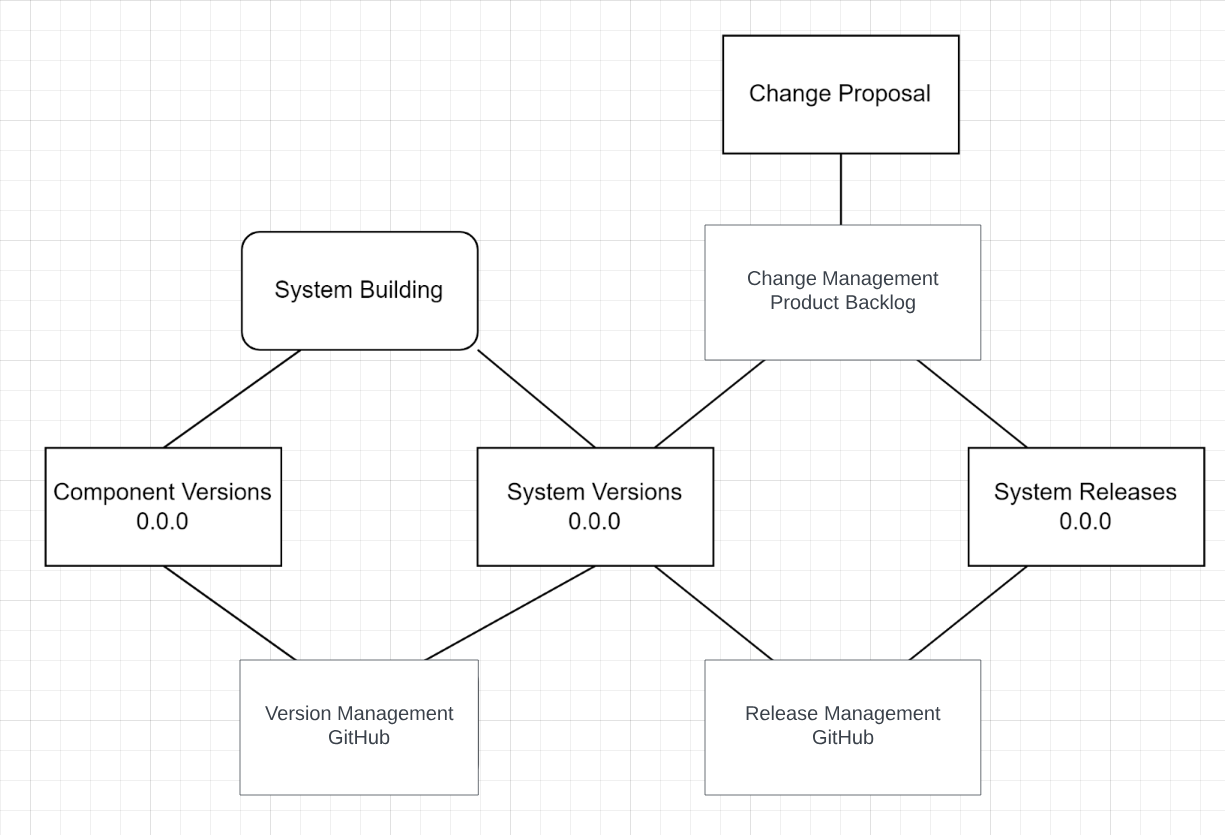 Change Proposal
System Building
Change Management
Product Backlog
Component Versions
0.0.0
System Versions
0.0.0
System Releases
0.0.0
Version Management
GitHub
Release Management
GitHub